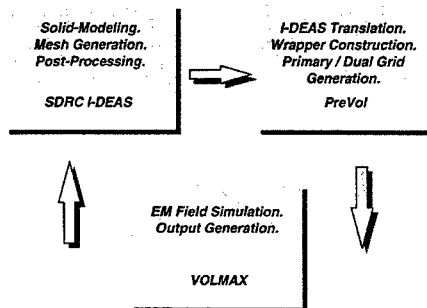 Solid-Modeling.
Mesh Generation.
Post-Processing.
SDRC I-DEAS
I-DEAS Translation.
Wrapper Construction.
Primary / Dual Grid
Generation.
PreVol
EM Field Simulation.
Output Generation.
VOLMAX